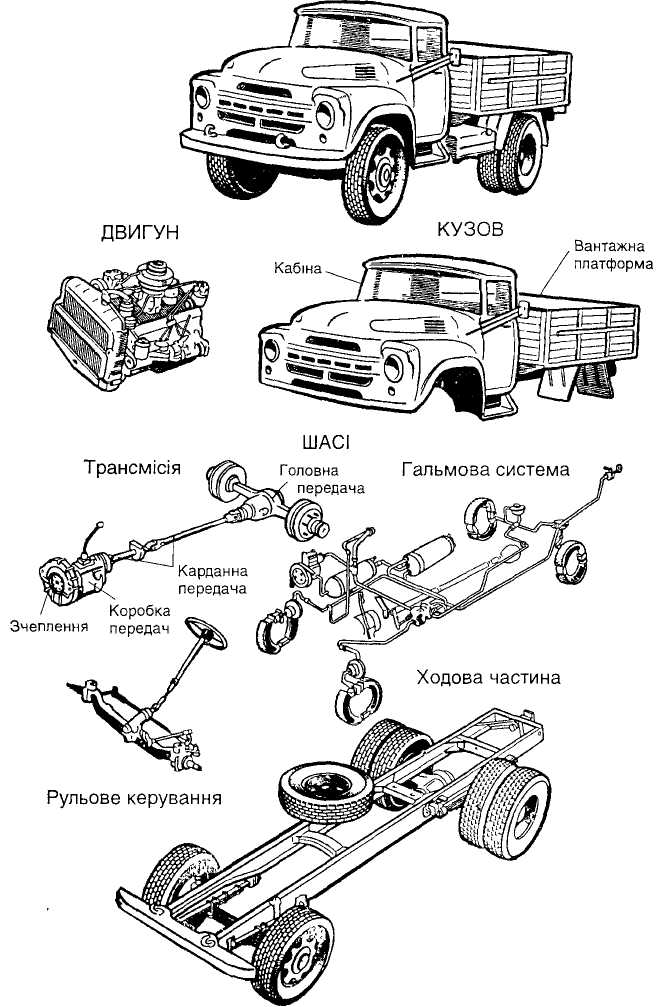 ДВИГУН
КУЗОВ
Кабіна
Вантажна
платформа
ШАСІ
Трансмісія
Головна
передача
Гальмова система
Карданна
передача
Зчеплення
Коробка
передач
Ходова частина
Рульове керування